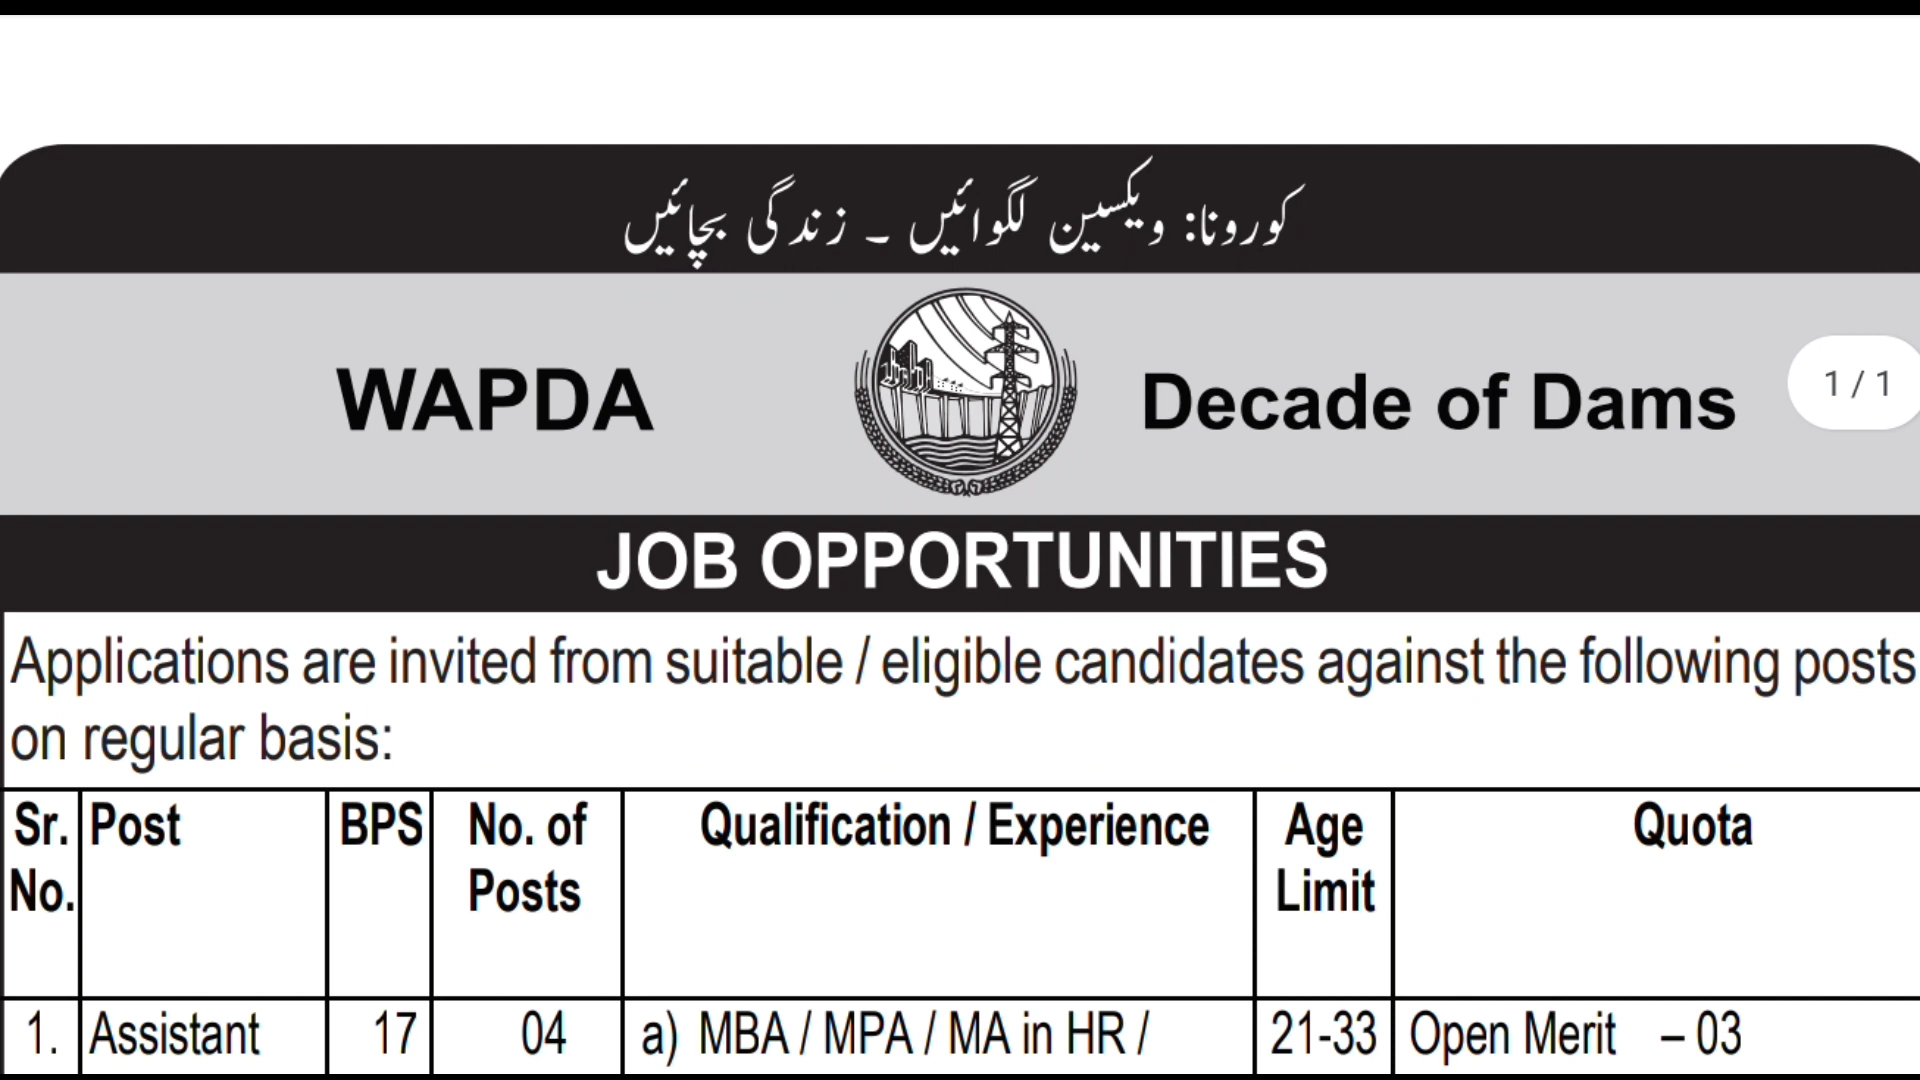 کورونا: ویکسین لگوائیں ۔ زندگی بچائیں
WAPDA Decade of Dams
1 / 1
JOB OPPORTUNITIES
Applications are invited from suitable / eligible candidates against the following posts
on regular basis:
Sr. No. Post BPS No. of Posts Qualification / Experience Age Limit Quota
1. Assistant 17 04 a) MBA / MPA / MA in HR / 21-33 Open Merit – 03